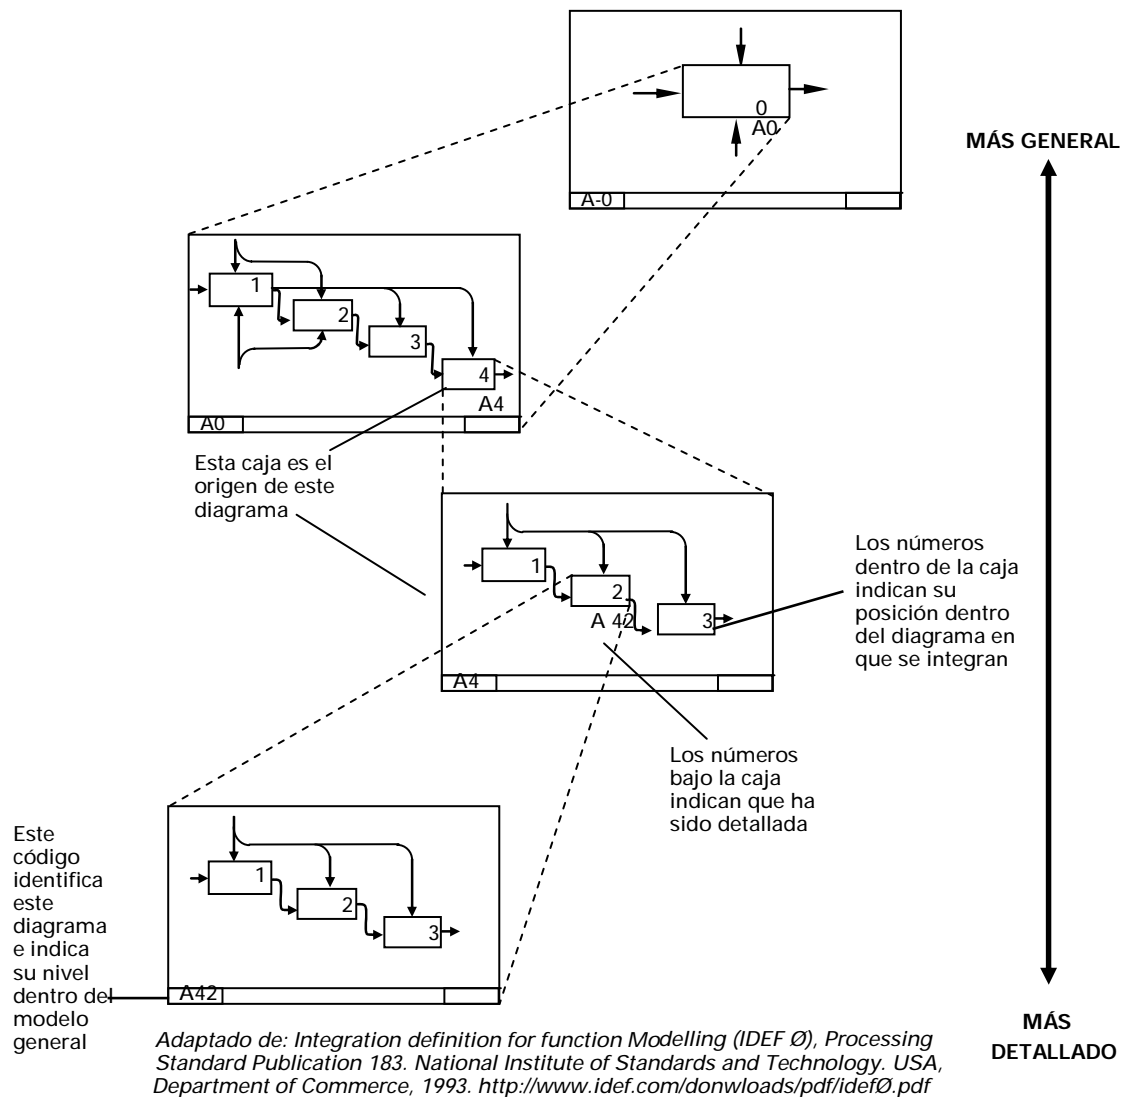 0
A0
MÁS GENERAL
A-0
1
2
3
4
A4
A0
Esta caja es el
origen de este
diagrama
1
2
A 42
3
A4
Los números
dentro de la caja
indican su
posición dentro
del diagrama en
que se integran
Los números
bajo la caja
indican que ha
sido detallada
Este
código
identifica
este
diagrama
e indica
su nivel
dentro del
modelo
general
1
2
3
A42
MÁS
DETALLADO
Adaptado de: Integration definition for function Modelling (IDEF Ø), Processing
Standard Publication 183. National Institute of Standards and Technology. USA,
Department of Commerce, 1993. http://www.idef.com/donwloads/pdf/idefØ.pdf